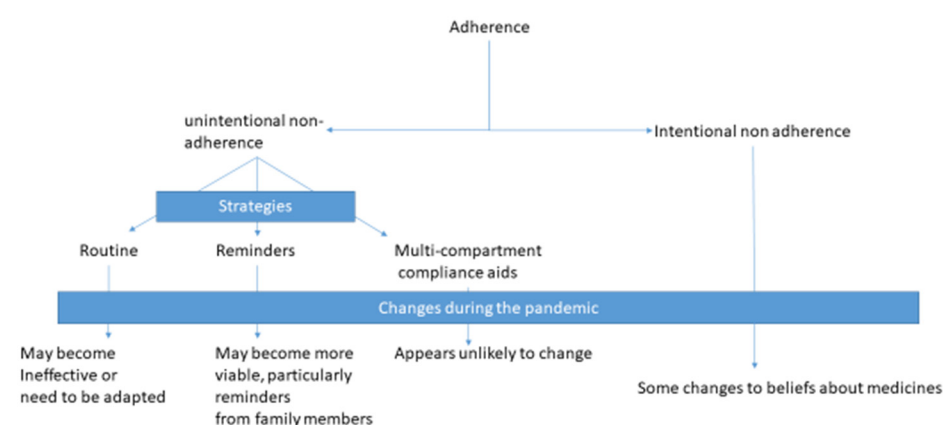 Adherence
unintentional non-
adherence
Intentional non adherence
Strategies
Routine
Reminders
Multi-compartment
compliance aids
Changes during the pandemic
May become
Ineffective or
need to be adapted
May become more
viable, particularly
reminders
from family members
Appears unlikely to change
Some changes to beliefs about medicines